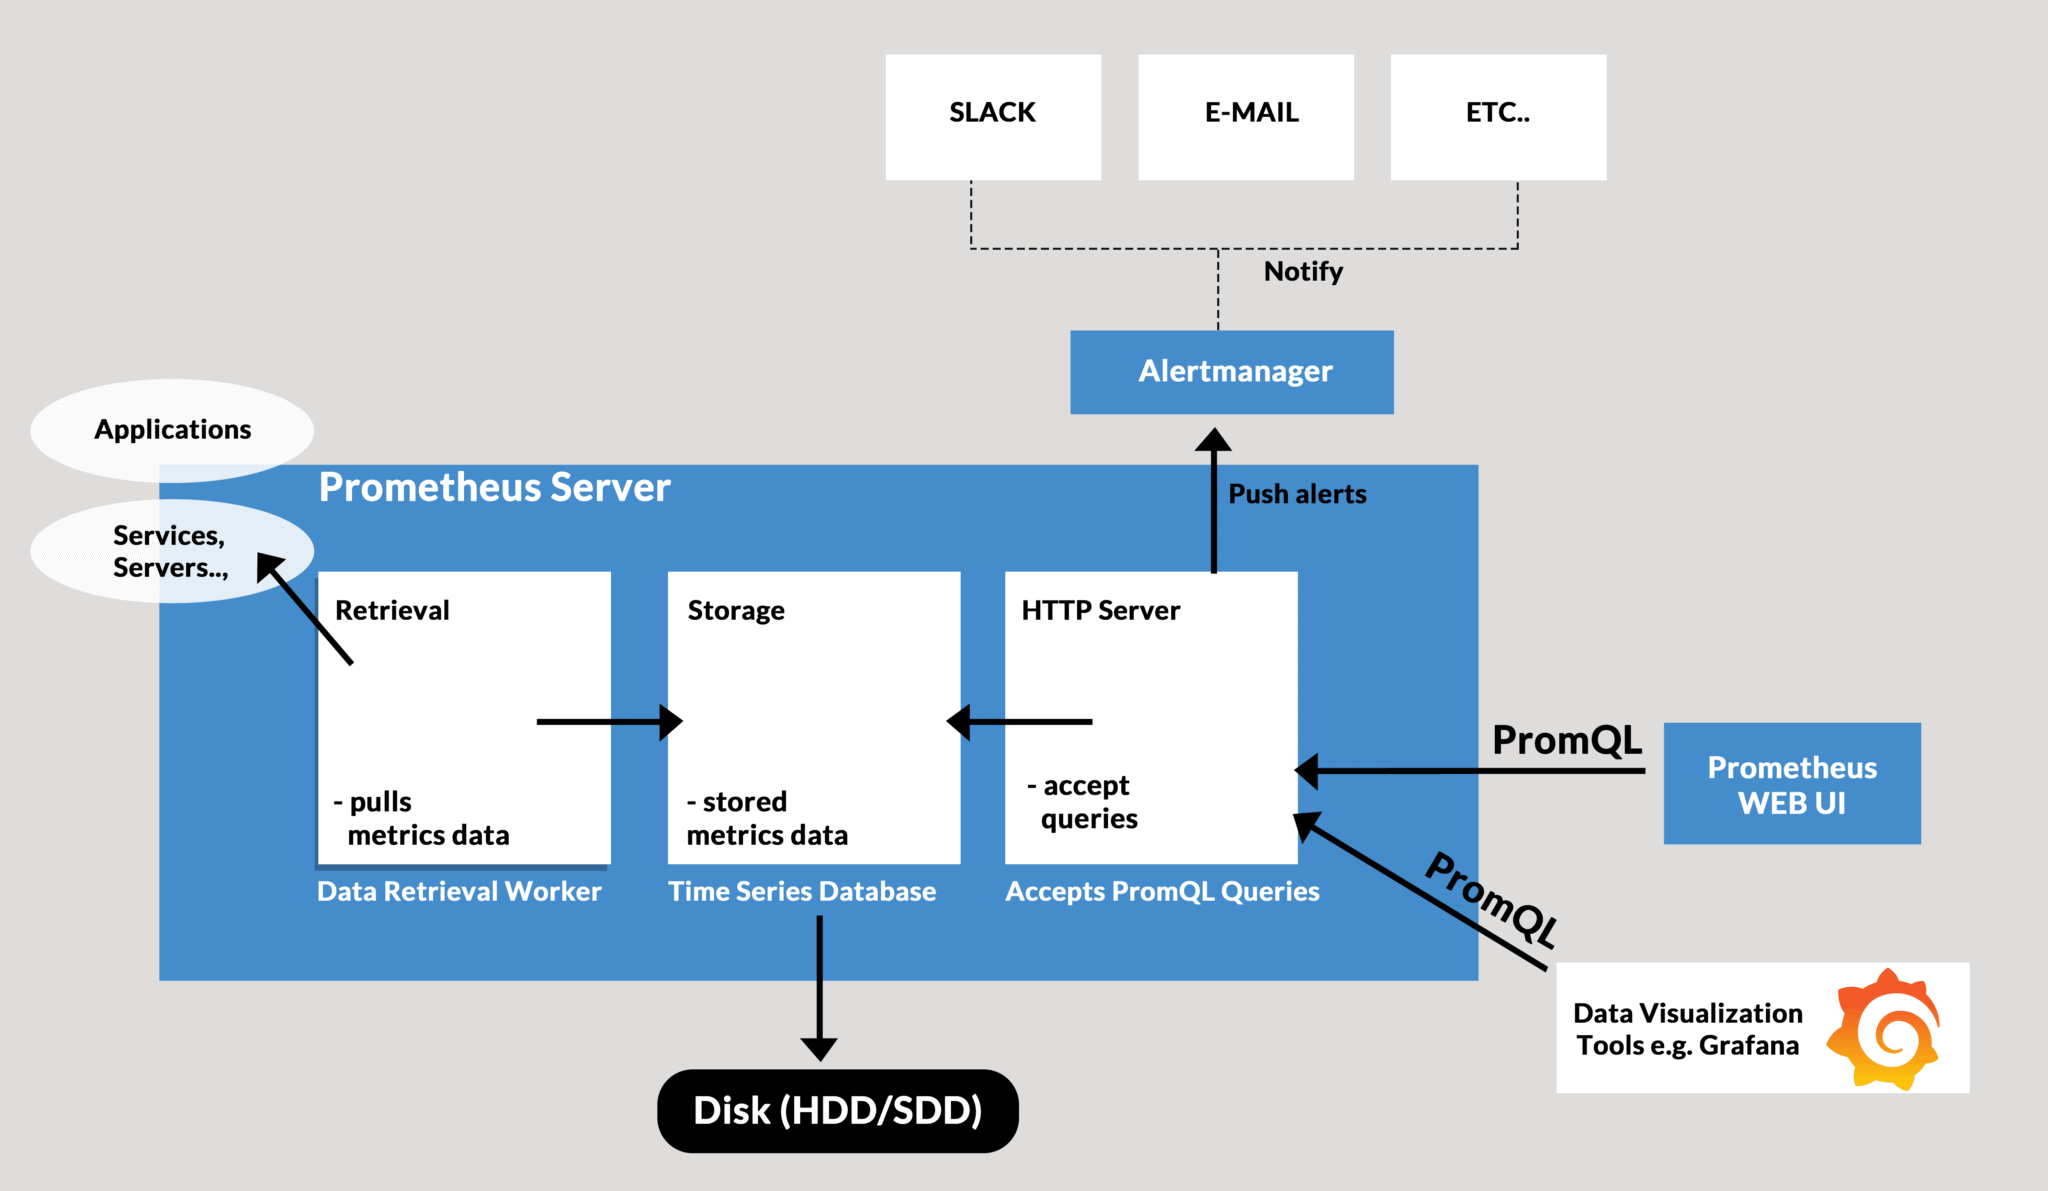 SLACK
E-MAIL
ETC..
Notify
Alertmanager
Applications
Prometheus Server
Push alerts
Services,
Servers..,
Retrieval
- pulls
metrics data
Data Retrieval Worker
Storage
- stored
metrics data
Time Series Database
HTTP Server
- accept
queries
Accepts PromQL Queries
PromQL
Prometheus
WEB UI
PromQL
Data Visualization
Tools e.g. Grafana
Disk (HDD/SDD)